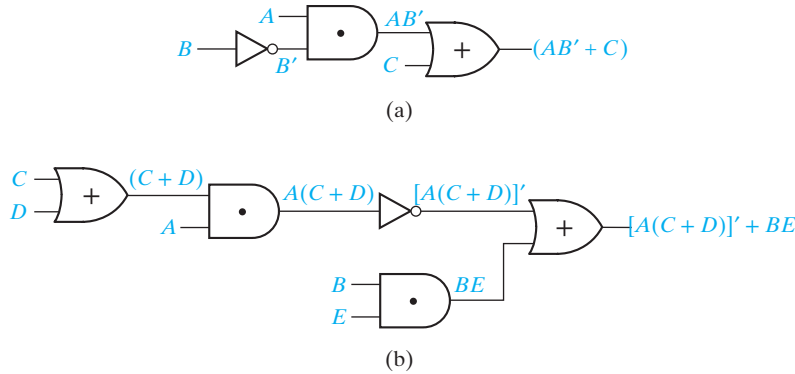 A AB′
B B′ · + (AB′ + C)
C
(a)
C (C + D) A(C + D) [A(C + D)]′
D + A · + [A(C + D)]′ + BE
B BE
E ·
(b)